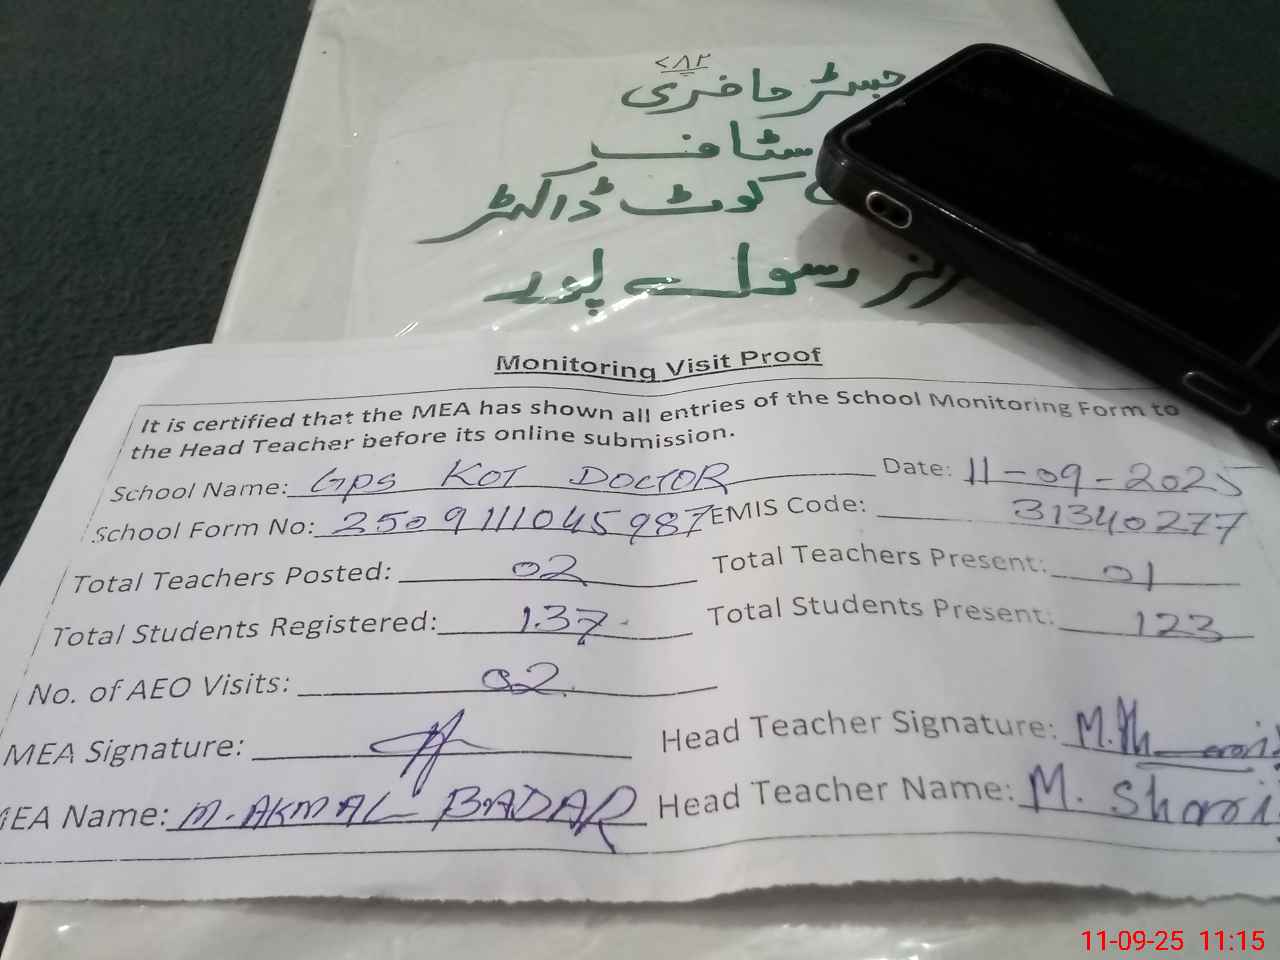 ۷۸۶
رجسٹر حاضری
سٹاف
کوٹ ڈاکٹر
رسول پور
Monitoring Visit Proof
It is certified that the MEA has shown all entries of the School Monitoring Form to
the Head Teacher before its online submission.
School Name: GPS KOT DOCTOR Date: 11-09-2025
School Form No: 2509111045987 EMIS Code: 31340277
Total Teachers Posted: 02 Total Teachers Present: 01
Total Students Registered: 137 Total Students Present: 123
No. of AEO Visits: 02
MEA Signature: Head Teacher Signature:
MEA Name: M. AKMAL BADAR Head Teacher Name: M. Shar
11-09-25 11:15